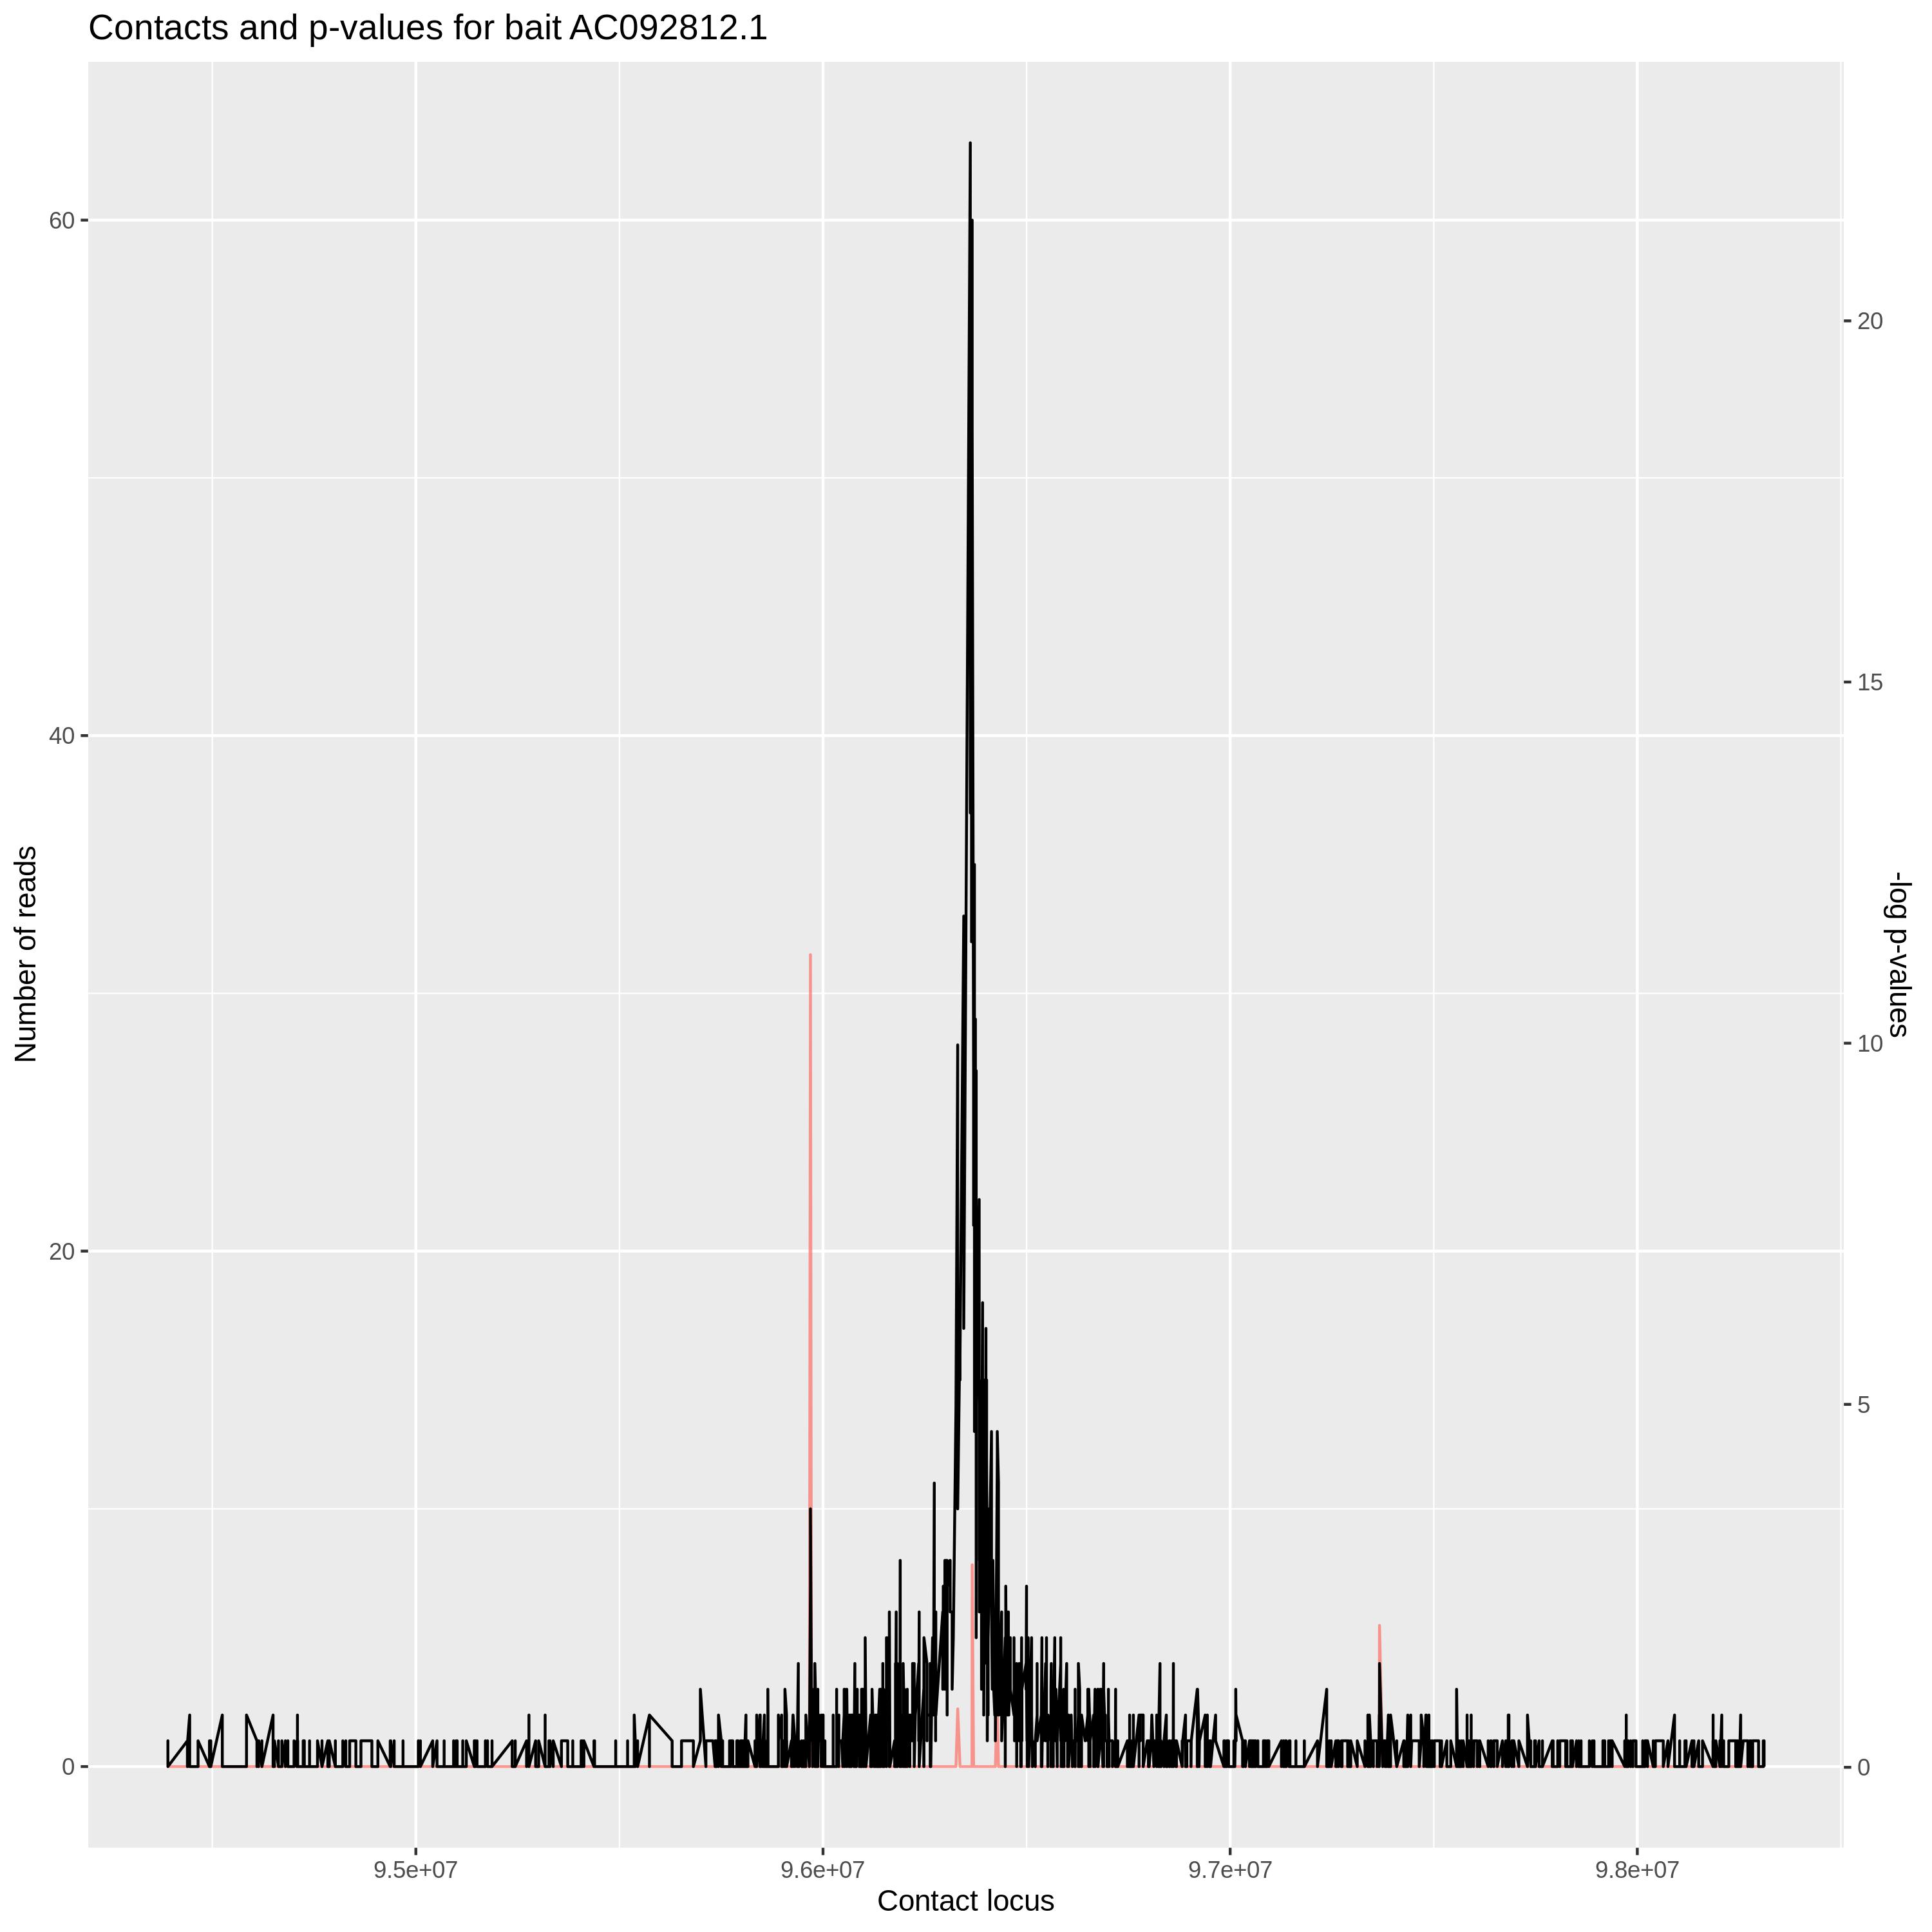 Contacts and p-values for bait AC092812.1
60
40
20
0
Number of reads
20
15
10
5
0
-log p-values
9.5e+07
9.6e+07
9.7e+07
9.8e+07
Contact locus